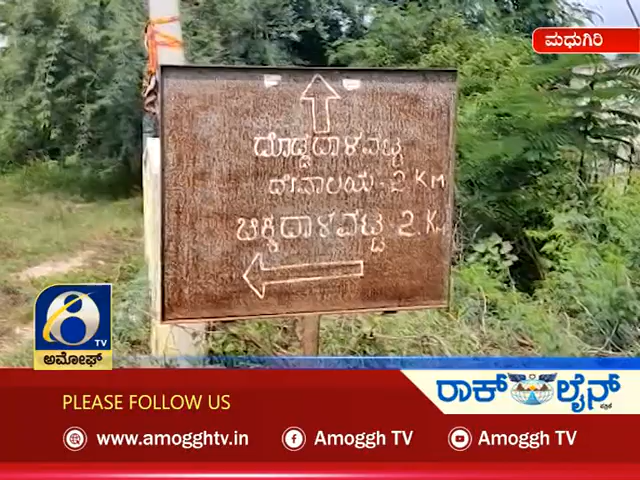 ಮಧುಗಿರಿ
ದೊಡ್ಡದಾಳವಟ್ಟ
ದೇವಾಲಯ-2 KM
ಚಿಕ್ಕದಾಳವಟ್ಟ 2.KM
TV
ಅಮೋಘ್
PLEASE FOLLOW US
ರಾಕ್ ಲೈನ್
www.amogghtv.in
Amoggh TV
Amoggh TV